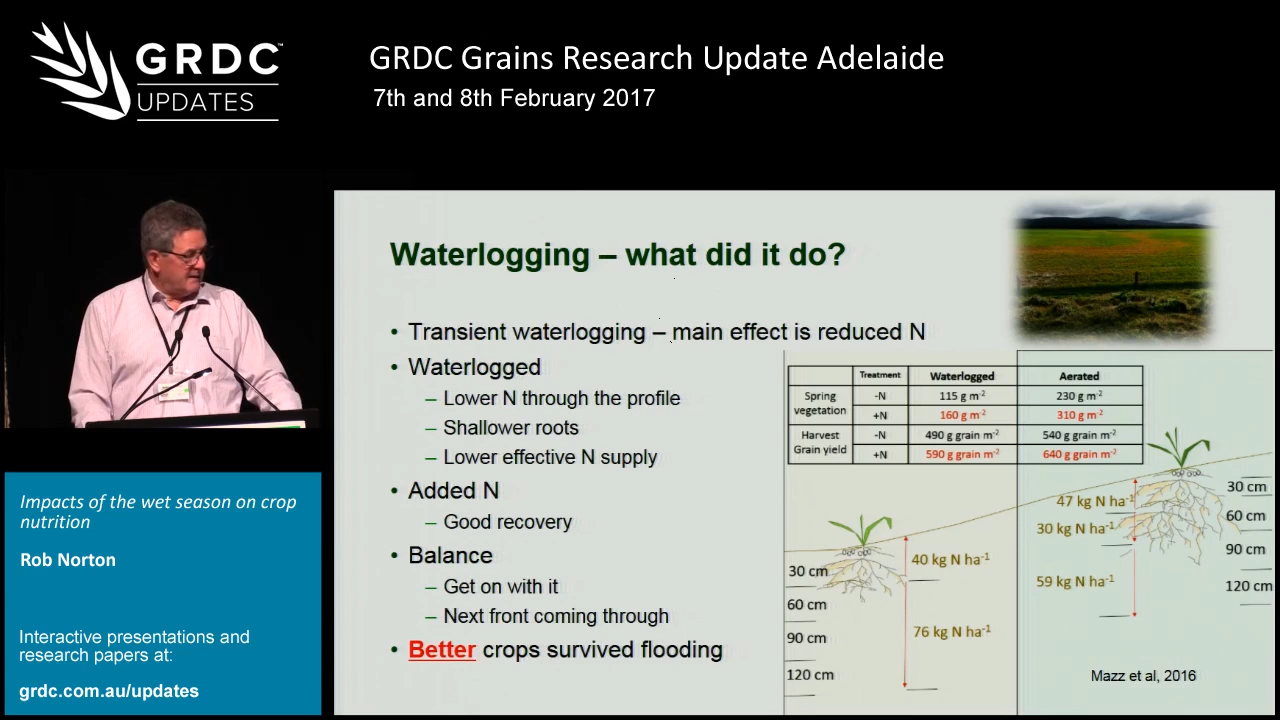 GRDC™
UPDATES
GRDC Grains Research Update Adelaide
7th and 8th February 2017
Waterlogging – what did it do?
• Transient waterlogging – main effect is reduced N
• Waterlogged
– Lower N through the profile
– Shallower roots
– Lower effective N supply
• Added N
– Good recovery
• Balance
– Get on with it
– Next front coming through
• Better crops survived flooding
Treatment Waterlogged Aerated
Spring vegetation -N 115 g m-2 230 g m-2
+N 160 g m-2 310 g m-2
Harvest Grain yield -N 490 g grain m-2 540 g grain m-2
+N 590 g grain m-2 640 g grain m-2
30 cm
60 cm
90 cm
120 cm
40 kg N ha-1
76 kg N ha-1
47 kg N ha-1
30 kg N ha-1
59 kg N ha-1
30 cm
60 cm
90 cm
120 cm
Mazz et al, 2016
Impacts of the wet season on crop
nutrition
Rob Norton
Interactive presentations and
research papers at:
grdc.com.au/updates